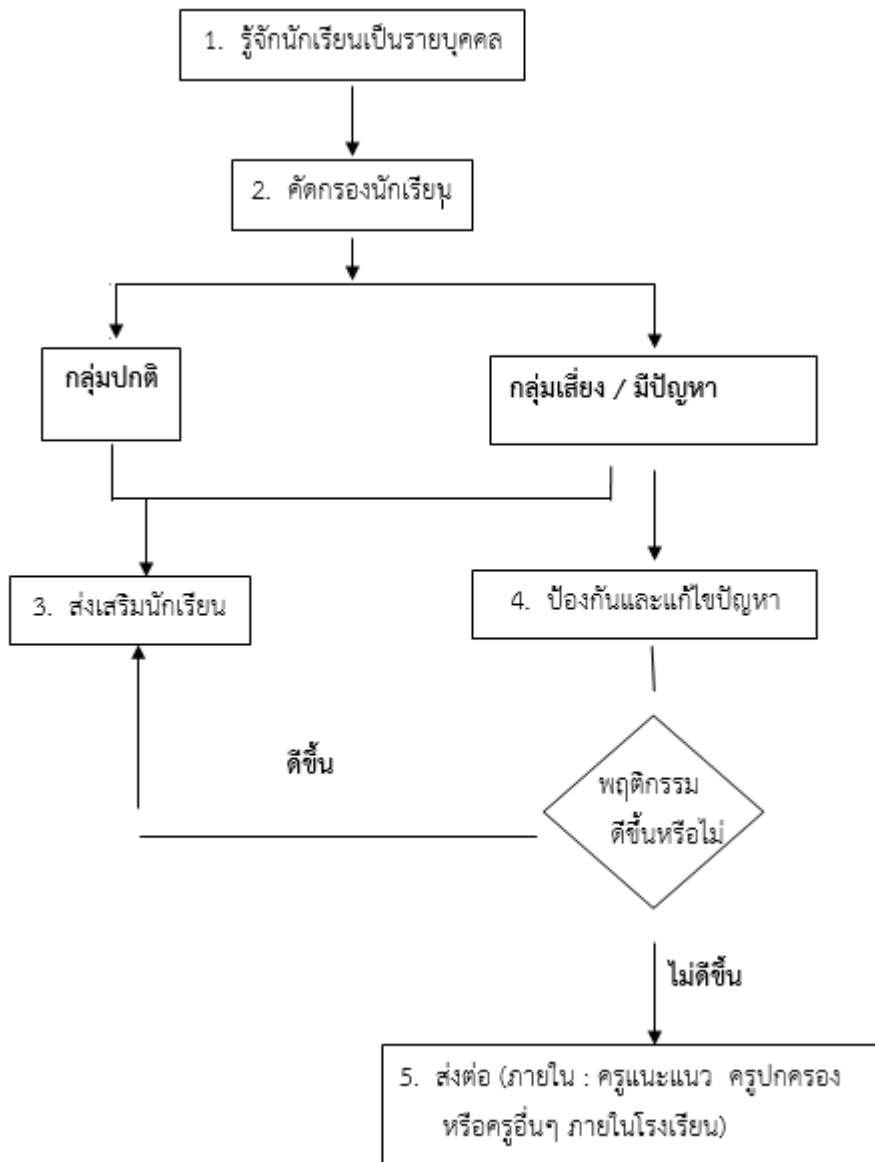 1. รู้จักนักเรียนเป็นรายบุคคล
2. คัดกรองนักเรียน
กลุ่มปกติ
กลุ่มเสี่ยง / มีปัญหา
3. ส่งเสริมนักเรียน
4. ป้องกันและแก้ไขปัญหา
ดีขึ้น
พฤติกรรม
ดีขึ้นหรือไม่
ไม่ดีขึ้น
5. ส่งต่อ (ภายใน : ครูแนะแนว ครูปกครอง
หรือครูอื่นๆ ภายในโรงเรียน)